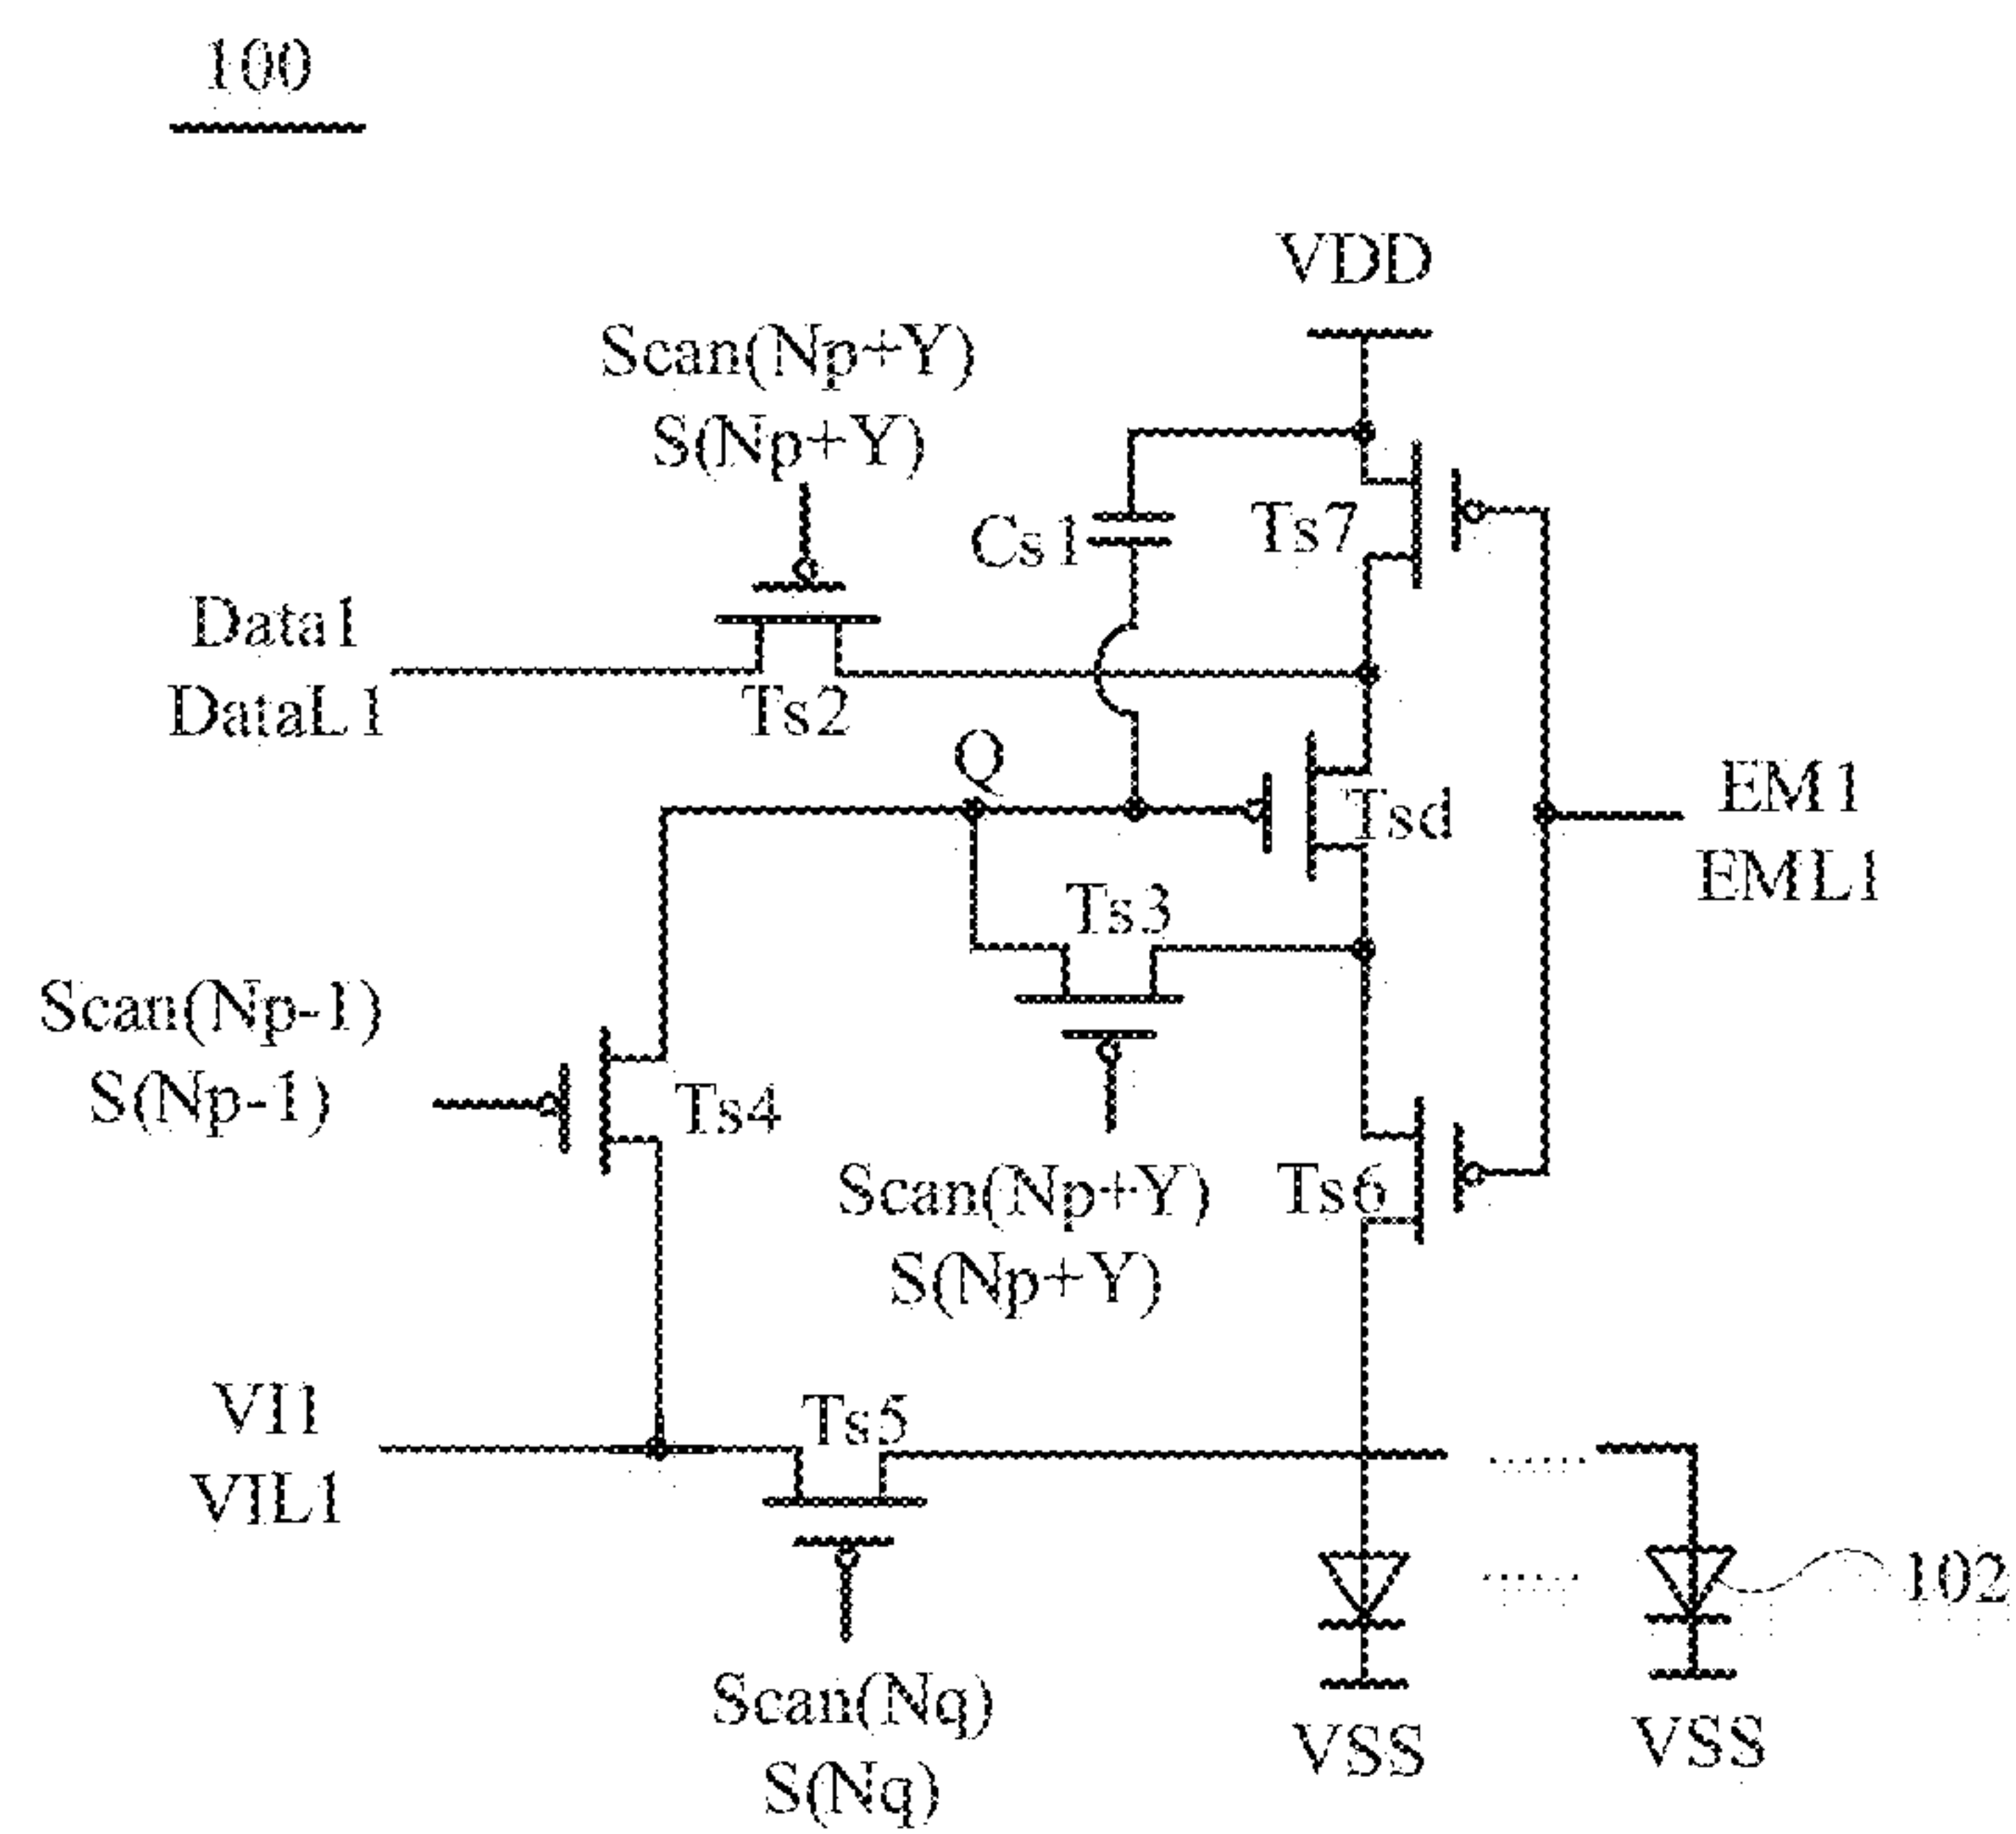 100
VDD
Scan(Np+Y)
S(Np+Y)
Cs1
Ts7
Data1
DataL1
Ts2
Q
Tsd
EM1
EML1
Ts3
Scan(Np-1)
S(Np-1)
Ts4
Scan(Np+Y)
S(Np+Y)
Ts6
VI1
VIL1
Ts5
102
Scan(Nq)
S(Nq)
VSS
VSS